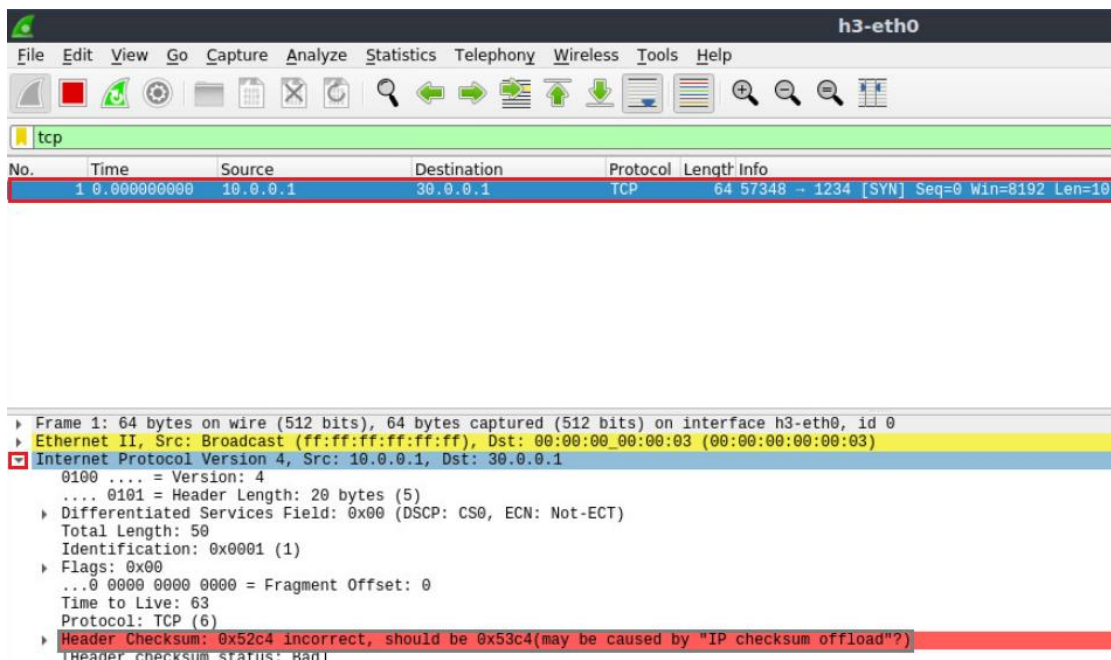 h3-eth0
File Edit View Go Capture Analyze Statistics Telephony Wireless Tools Help
tcp
No. Time Source Destination Protocol Length Info
1 0.000000000 10.0.0.1 30.0.0.1 TCP 64 57348 → 1234 [SYN] Seq=0 Win=8192 Len=10
Frame 1: 64 bytes on wire (512 bits), 64 bytes captured (512 bits) on interface h3-eth0, id 0
Ethernet II, Src: Broadcast (ff:ff:ff:ff:ff:ff), Dst: 00:00:00_00:00:03 (00:00:00:00:00:03)
Internet Protocol Version 4, Src: 10.0.0.1, Dst: 30.0.0.1
0100 .... = Version: 4
.... 0101 = Header Length: 20 bytes (5)
Differentiated Services Field: 0x00 (DSCP: CS0, ECN: Not-ECT)
Total Length: 50
Identification: 0x0001 (1)
Flags: 0x00
...0 0000 0000 0000 = Fragment Offset: 0
Time to Live: 63
Protocol: TCP (6)
Header Checksum: 0x52c4 incorrect, should be 0x53c4(may be caused by "IP checksum offload"?)
[Header checksum status: Bad]